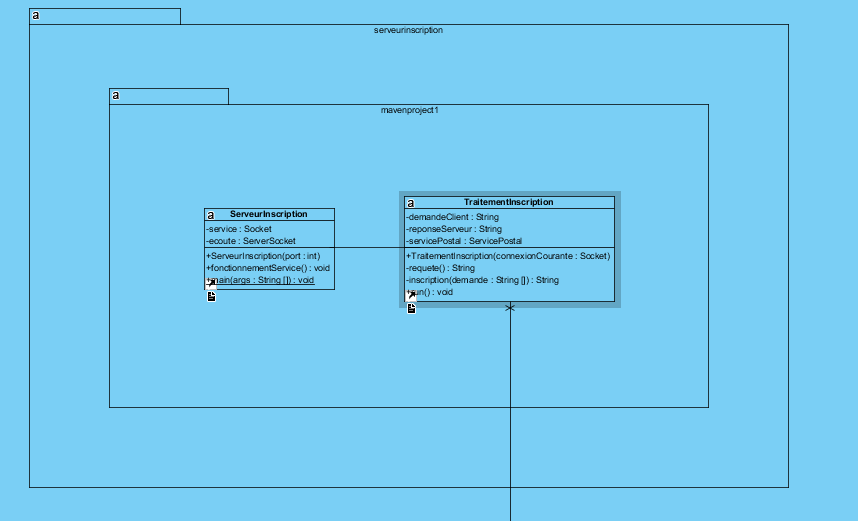 a
serveurinscription
a
mavenproject1
a
ServeurInscription
-service : Socket
-ecoute : ServerSocket
+ServeurInscription(port : int)
+fonctionnementService() : void
+main(args : String []) : void
a
TraitementInscription
-demandeClient : String
-reponseServeur : String
-servicePostal : ServicePostal
+TraitementInscription(connexionCourante : Socket)
-requete() : String
-inscription(demande : String []) : String
+run() : void